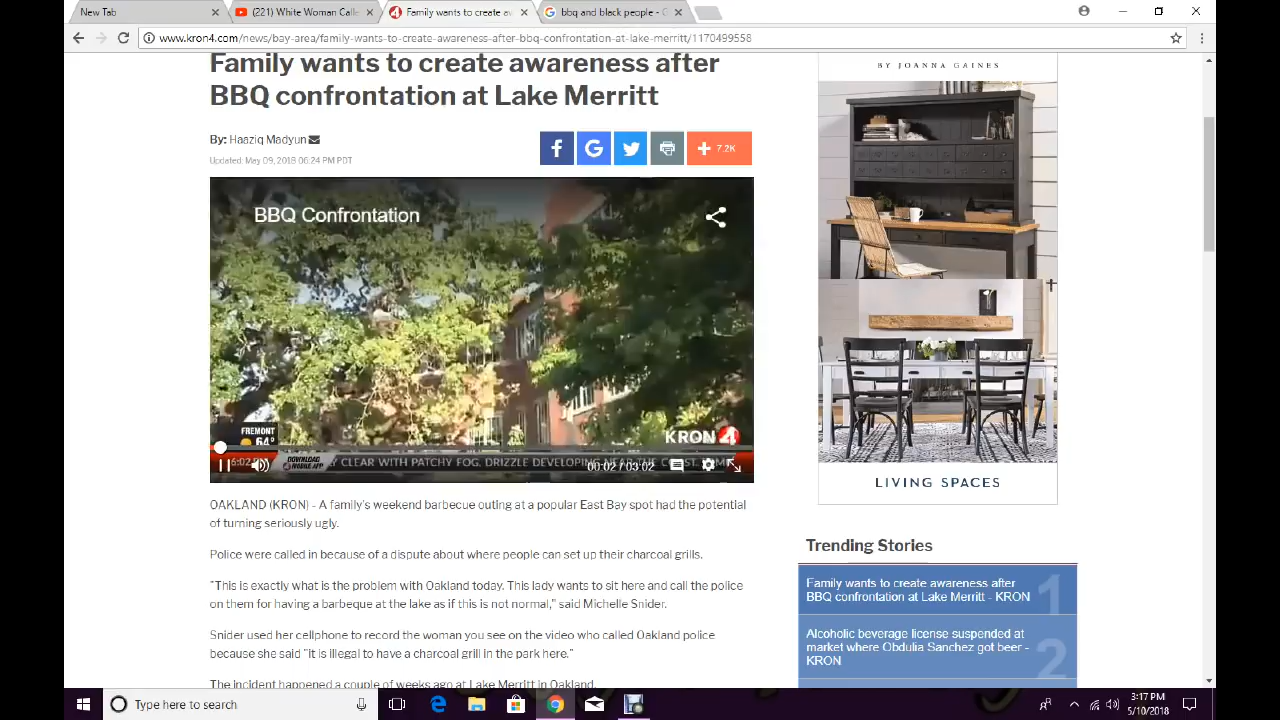 New Tab
(221) White Woman Calle
Family wants to create aw
bbq and black people - G
www.kron4.com/news/bay-area/family-wants-to-create-awareness-after-bbq-confrontation-at-lake-merritt/1170499558
Family wants to create awareness after
BBQ confrontation at Lake Merritt
By: Haaziq Madyun
Updated: May 09, 2018 06:24 PM PDT
7.2K
BBQ Confrontation
FREMONT
64°
KRON 4
6:02
DOWNLOAD
MOBILE APP
Y CLEAR WITH PATCHY FOG, DRIZZLE DEVELOPING
00:02 / 03:02
OAKLAND (KRON) - A family's weekend barbecue outing at a popular East Bay spot had the potential
of turning seriously ugly.
Police were called in because of a dispute about where people can set up their charcoal grills.
"This is exactly what is the problem with Oakland today. This lady wants to sit here and call the police
on them for having a barbeque at the lake as if this is not normal," said Michelle Snider.
Snider used her cellphone to record the woman you see on the video who called Oakland police
because she said "It is illegal to have a charcoal grill in the park here."
The incident happened a couple of weeks ago at Lake Merritt in Oakland.
BY JOANNA GAINES
LIVING SPACES
Trending Stories
Family wants to create awareness after
BBQ confrontation at Lake Merritt - KRON
1
Alcoholic beverage license suspended at
market where Obdulia Sanchez got beer -
KRON
2
Type here to search
3:17 PM
5/10/2018